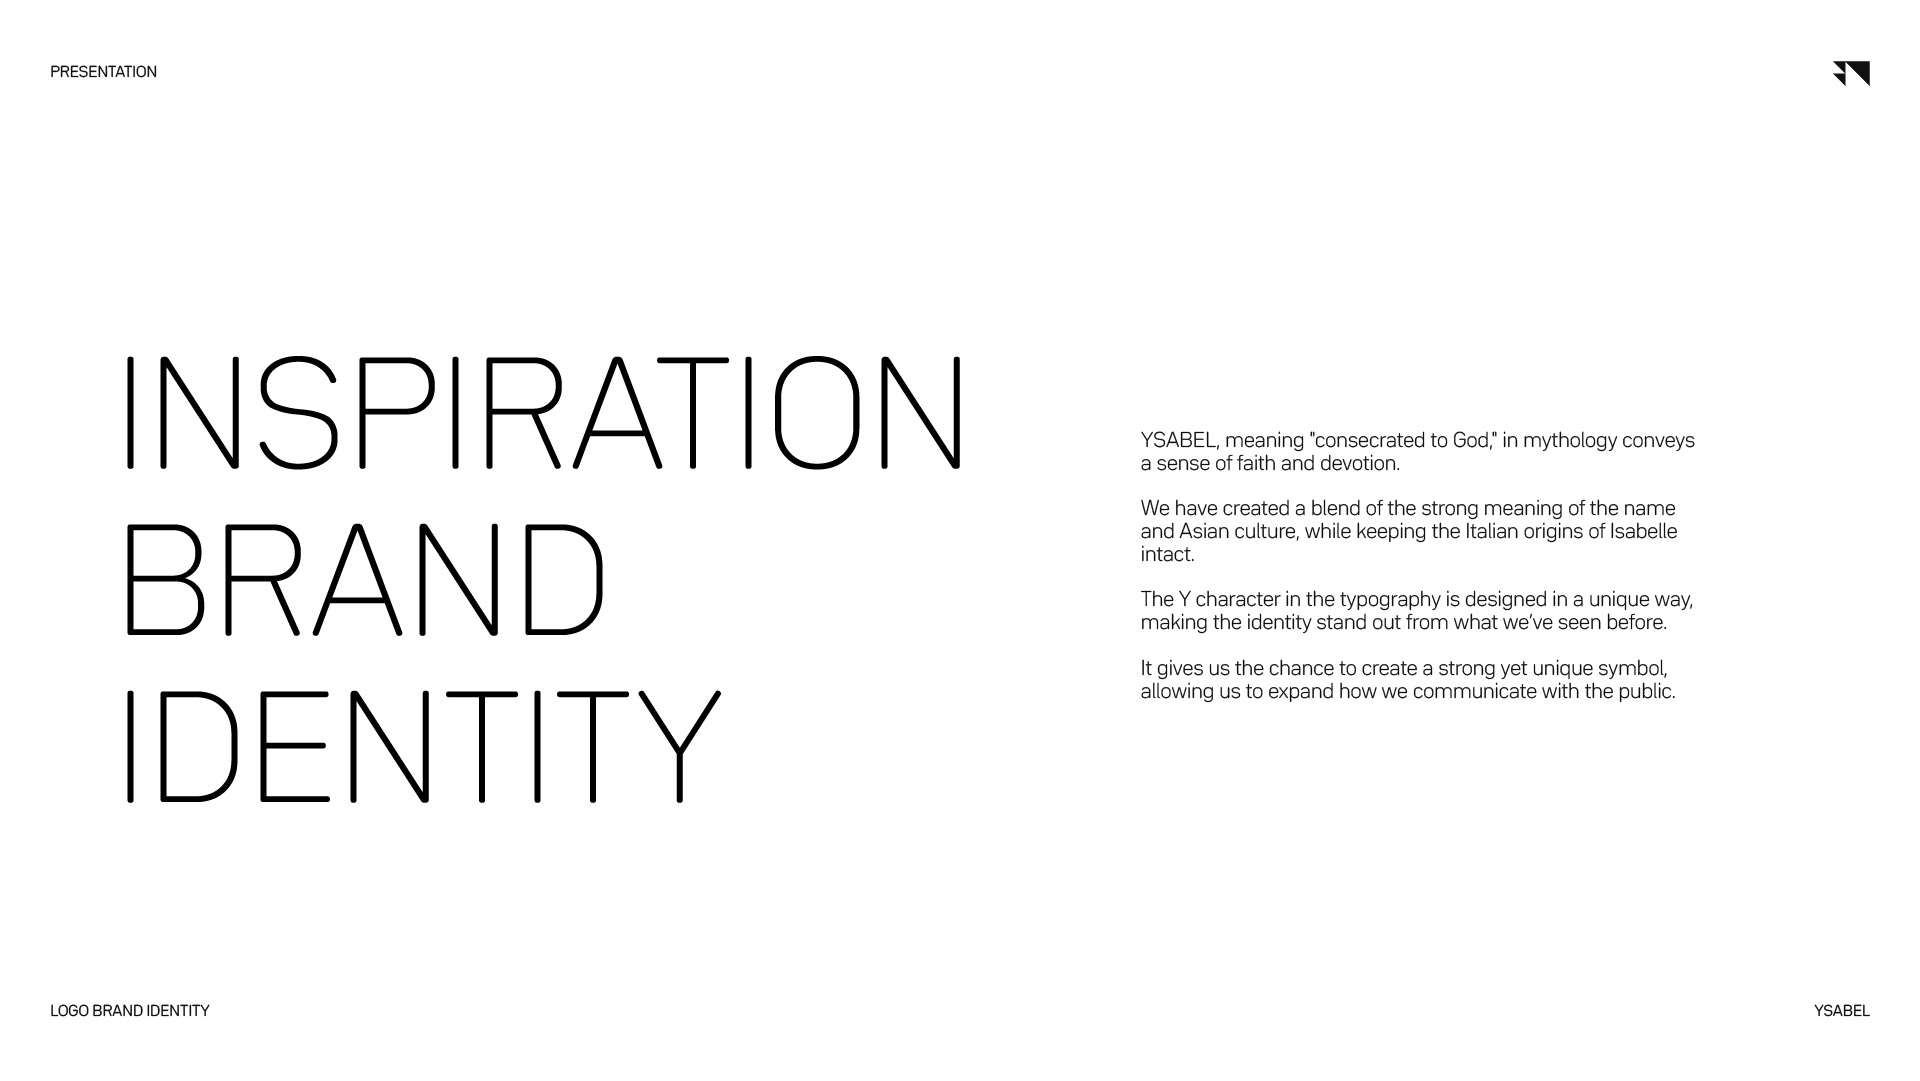 PRESENTATION
INSPIRATION
BRAND
IDENTITY
YSABEL, meaning "consecrated to God," in mythology conveys
a sense of faith and devotion.
We have created a blend of the strong meaning of the name
and Asian culture, while keeping the Italian origins of Isabelle
intact.
The Y character in the typography is designed in a unique way,
making the identity stand out from what we’ve seen before.
It gives us the chance to create a strong yet unique symbol,
allowing us to expand how we communicate with the public.
LOGO BRAND IDENTITY
YSABEL